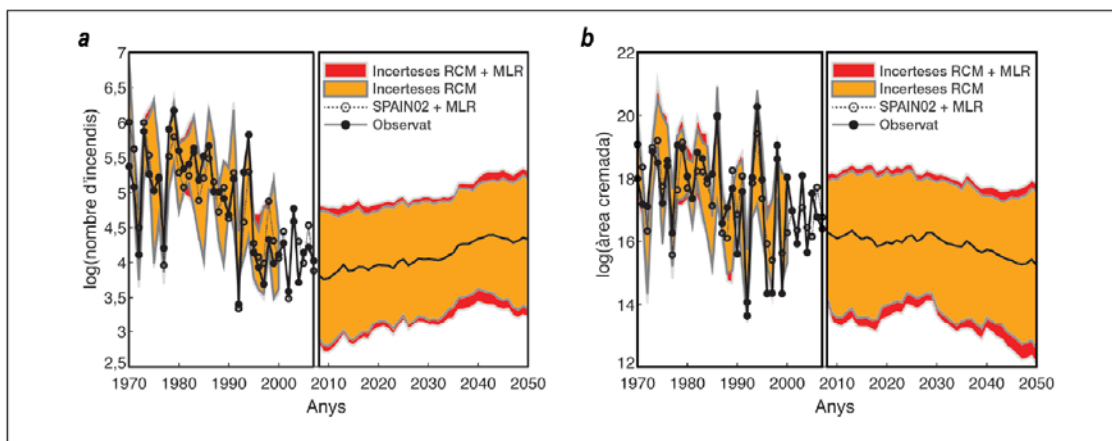 a
7
6,5
6
5,5
5
4,5
4
3,5
3
2,5
log(nombre d'incendis)
Incerteses RCM + MLR
Incerteses RCM
SPAIN02 + MLR
Observat
1970 1980 1990 2000 2010 2020 2030 2040 2050
Anys
b
22
20
18
16
14
12
log(àrea cremada)
Incerteses RCM + MLR
Incerteses RCM
SPAIN02 + MLR
Observat
1970 1980 1990 2000 2010 2020 2030 2040 2050
Anys